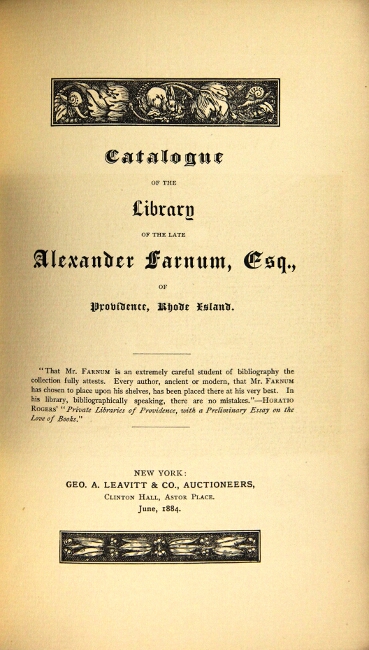 Catalogue
OF THE
Library
OF THE LATE
Alexander Farnum, Esq.,
OF
Providence, Rhode Island.
"That Mr. FARNUM is an extremely careful student of bibliography the
collection fully attests. Every author, ancient or modern, that Mr. FARNUM
has chosen to place upon his shelves, has been placed there at his very best. In
his library, bibliographically speaking, there are no mistakes."—HORATIO
ROGERS' "Private Libraries of Providence, with a Preliminary Essay on the
Love of Books."
NEW YORK:
GEO. A. LEAVITT & CO., AUCTIONEERS,
CLINTON HALL, ASTOR PLACE.
June, 1884.